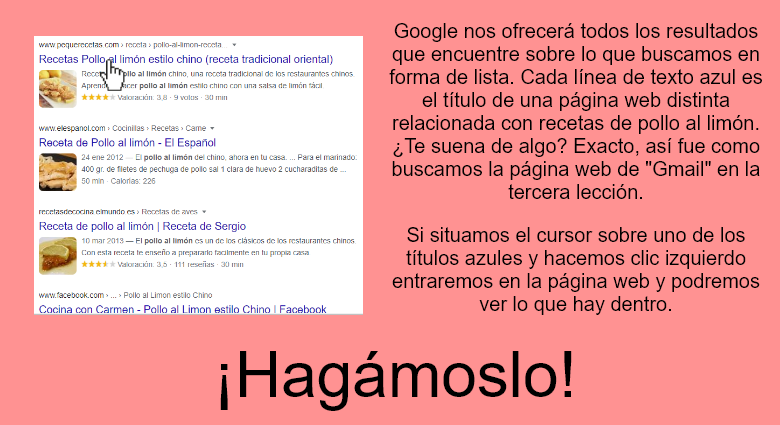 www.pequerecetas.com › receta › pollo-al-limon-receta...
Recetas Pollo al limón estilo chino (receta tradicional oriental)
pollo al limón chino, una receta tradicional de los restaurantes chinos.
hacer pollo al limón chino con una salsa de limón fácil
Valoración: 3,8 · 9 votos · 30 min
www.elespanol.com › Cocinillas › Recetas › Carne
Receta de Pollo al limón - El Español
24 ene 2012 — El pollo al limón del chino, ahora en tu casa. ... Para el marinado:
400 gr. de filetes de pechuga de pollo sal 1 clara de huevo 2 cucharaditas de ...
50 min · Calorías: 226
recetasdecocina.elmundo.es › Recetas de aves
Receta de pollo al limón | Receta de Sergio
10 mar 2013 — El pollo al limón es un de los clásicos de los restaurantes chinos.
Con esta receta te enseño a prepararlo fácilmente en tu propia casa
Valoración: 3,5 · 111 reseñas · 30 min
www.facebook.com › ... › Pollo al Limon estilo Chino
Cocina con Carmen - Pollo al Limon estilo Chino | Facebook
Google nos ofrecerá todos los resultados
que encuentre sobre lo que buscamos en
forma de lista. Cada línea de texto azul es
el título de una página web distinta
relacionada con recetas de pollo al limón.
¿Te suena de algo? Exacto, así fue como
buscamos la página web de "Gmail" en la
tercera lección.
Si situamos el cursor sobre uno de los
títulos azules y hacemos clic izquierdo
entraremos en la página web y podremos
ver lo que hay dentro.
¡Hagámoslo!